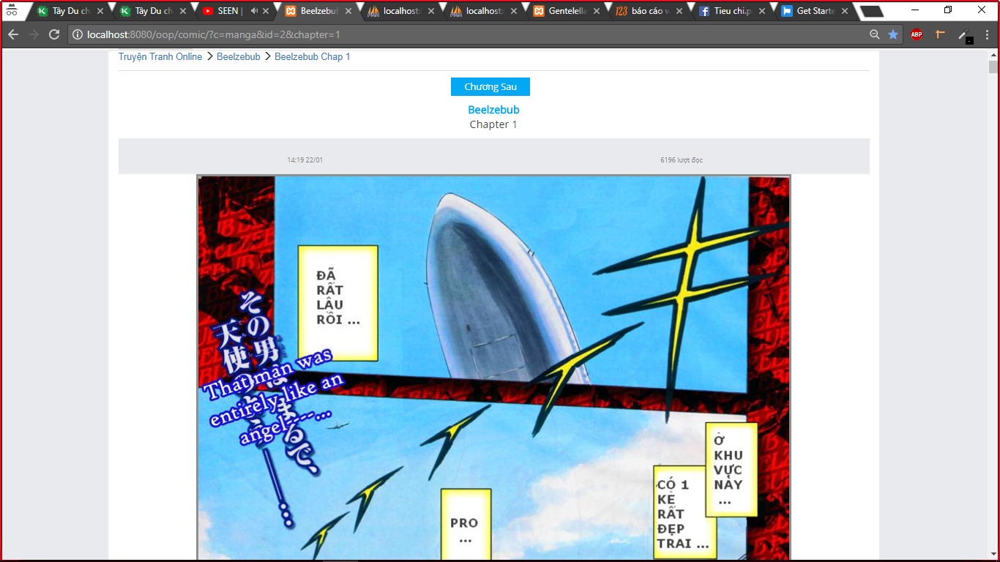 Tây Du ch
Tây Du ch
SEEN |
Beelzebul
localhost
localhost:
Gentelella
123 báo cáo w
Tieu chi.p
Get Starte
localhost:8080/oop/comic/?c=manga&id=2&chapter=1
ABP
Truyện Tranh Online > Beelzebub > Beelzebub Chap 1
Chương Sau
Beelzebub
Chapter 1
14:19 22/01
6196 lượt đọc
ĐÃ
RẤT
LÂU
RỒI ...
その男はまるで、
天使の
That man was
entirely like an
angel----...
Ở
KHU
VỰC
NÀY
...
CÓ 1
KẺ
RẤT
ĐẸP
TRAI ...
PRO
...